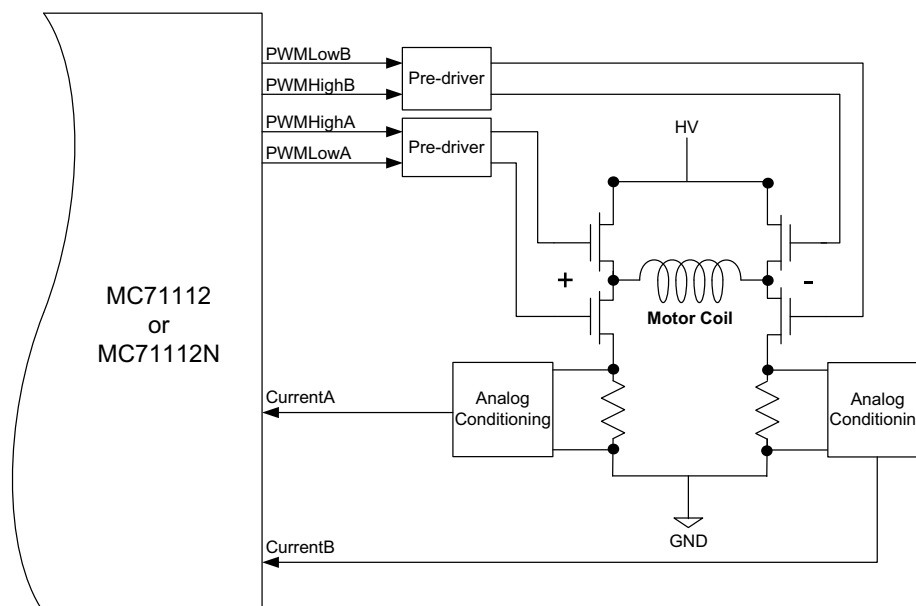 PWMLowB
PWMHighB
Pre-driver
PWMHighA
PWMLowA
Pre-driver
HV
+
-
Motor Coil
MC71112
or
MC71112N
CurrentA
Analog
Conditioning
Analog
Conditionin
GND
CurrentB